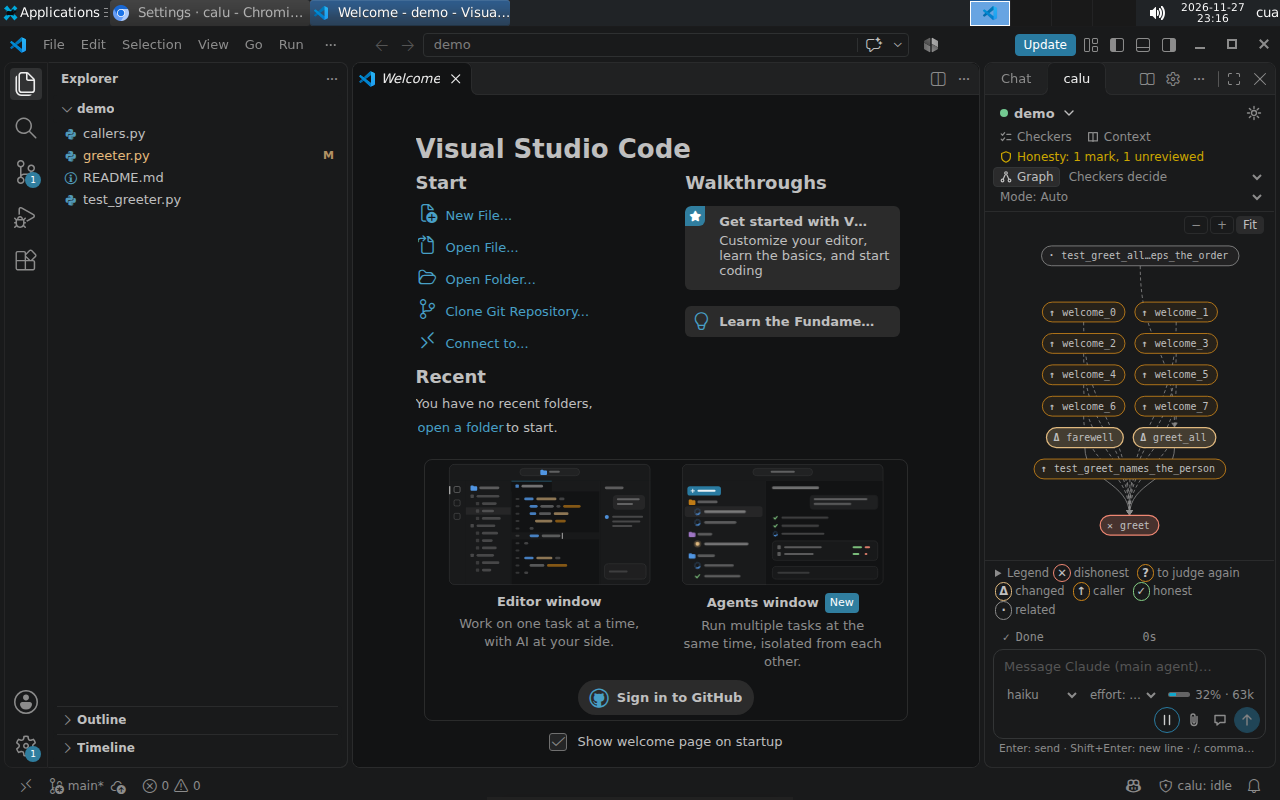 Applications
Settings · calu - Chromi...
Welcome - demo - Visua...
2026-11-27
23:16
cua
File Edit Selection View Go Run ...
demo
Update
Explorer
demo
callers.py
greeter.py M
README.md
test_greeter.py
1
1
Outline
Timeline
Welcome
Visual Studio Code
Start
New File...
Open File...
Open Folder...
Clone Git Repository...
Connect to...
Recent
You have no recent folders,
open a folder to start.
Walkthroughs
Get started with V...
Customize your editor,
learn the basics, and start
coding
Learn the Fundame...
Editor window
Work on one task at a time,
with AI at your side.
Agents window New
Run multiple tasks at the
same time, isolated from each
other.
Sign in to GitHub
Show welcome page on startup
Chat calu
demo
Checkers Context
Honesty: 1 mark, 1 unreviewed
Graph Checkers decide
Mode: Auto
− + Fit
· test_greet_all…eps_the_order
↑ welcome_0 ↑ welcome_1
↑ welcome_2 ↑ welcome_3
↑ welcome_4 ↑ welcome_5
↑ welcome_6 ↑ welcome_7
Δ farewell Δ greet_all
↑ test_greet_names_the_person
✕ greet
Legend ✕ dishonest ? to judge again
Δ changed ↑ caller ✓ honest
· related
✓ Done 0s
Message Claude (main agent)...
haiku effort: ... 32% · 63k
Enter: send · Shift+Enter: new line · /: comma...
main* 0 0
calu: idle